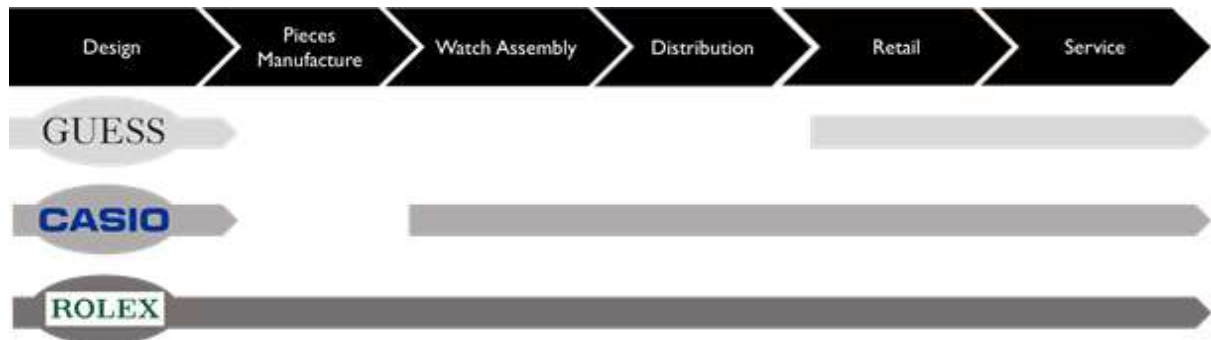 Design
Pieces
Manufacture
Watch Assembly
Distribution
Retail
Service
GUESS
CASIO
ROLEX